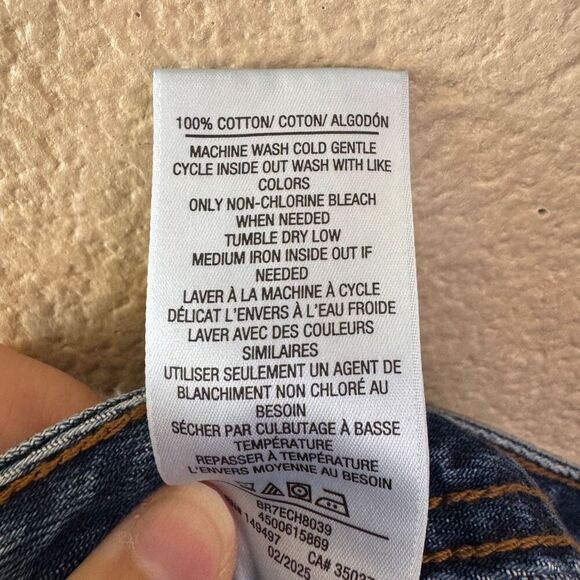 100% COTTON/ COTON/ ALGODÓN
MACHINE WASH COLD GENTLE
CYCLE INSIDE OUT WASH WITH LIKE
COLORS
ONLY NON-CHLORINE BLEACH
WHEN NEEDED
TUMBLE DRY LOW
MEDIUM IRON INSIDE OUT IF
NEEDED
LAVER À LA MACHINE À CYCLE
DÉLICAT L'ENVERS À L'EAU FROIDE
LAVER AVEC DES COULEURS
SIMILAIRES
UTILISER SEULEMENT UN AGENT DE
BLANCHIMENT NON CHLORÉ AU
BESOIN
SÉCHER PAR CULBUTAGE À BASSE
TEMPÉRATURE
REPASSER À TEMPÉRATURE
L'ENVERS MOYENNE AU BESOIN
BR7ECH8039
4500615869
149497 CA# 3503
02/2025